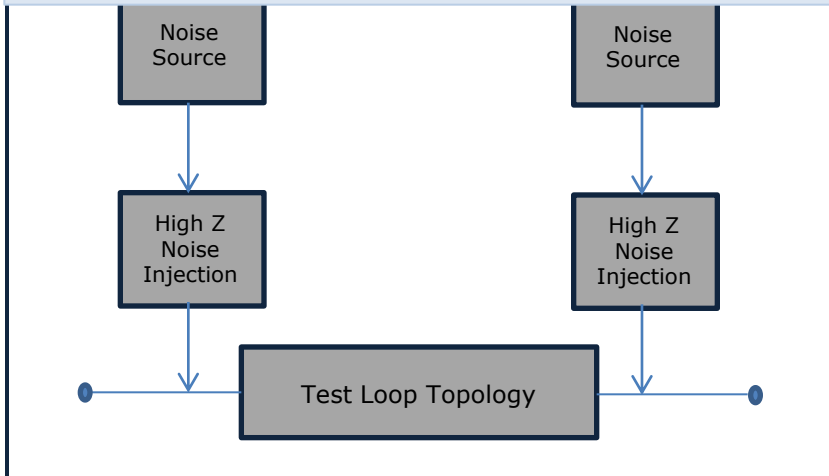 Noise
Source
Noise
Source
High Z
Noise
Injection
High Z
Noise
Injection
Test Loop Topology